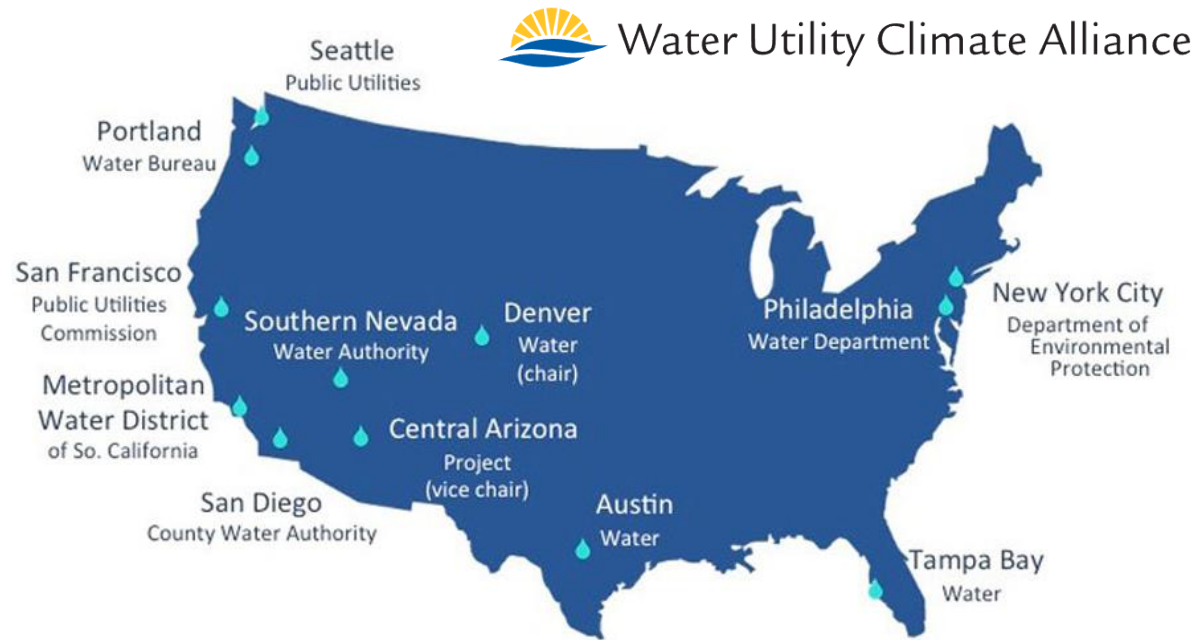 Water Utility Climate Alliance
Seattle
Public Utilities
Portland
Water Bureau
San Francisco
Public Utilities
Commission
Southern Nevada
Water Authority
Denver
Water
(chair)
Philadelphia
Water Department
New York City
Department of
Environmental
Protection
Metropolitan
Water District
of So. California
Central Arizona
Project
(vice chair)
San Diego
County Water Authority
Austin
Water
Tampa Bay
Water